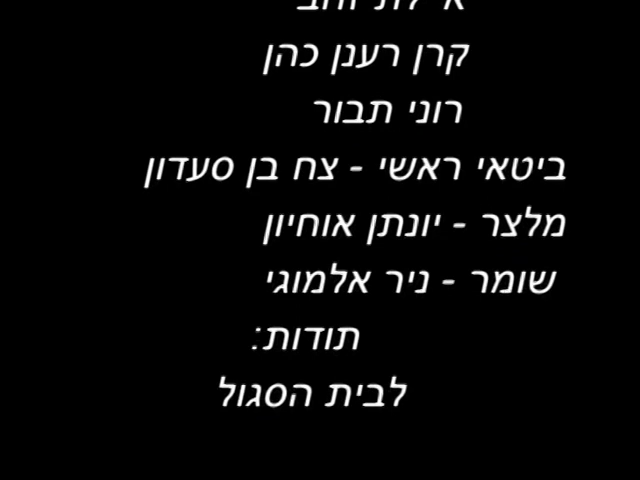 קרן רענן כהן
רוני תבור
ביטאי ראשי - צח בן סעדון
מלצר - יונתן אוחיון
שומר - ניר אלמוגי
תודות:
לבית הסגול